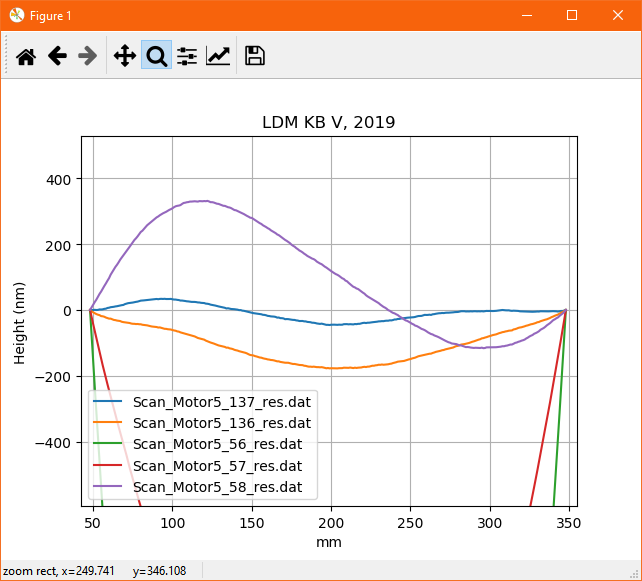 Figure 1
LDM KB V, 2019
Height (nm)
400
200
0
−200
−400
Scan_Motor5_137_res.dat
Scan_Motor5_136_res.dat
Scan_Motor5_56_res.dat
Scan_Motor5_57_res.dat
Scan_Motor5_58_res.dat
50 100 150 200 250 300 350
mm
zoom rect, x=249.741 y=346.108